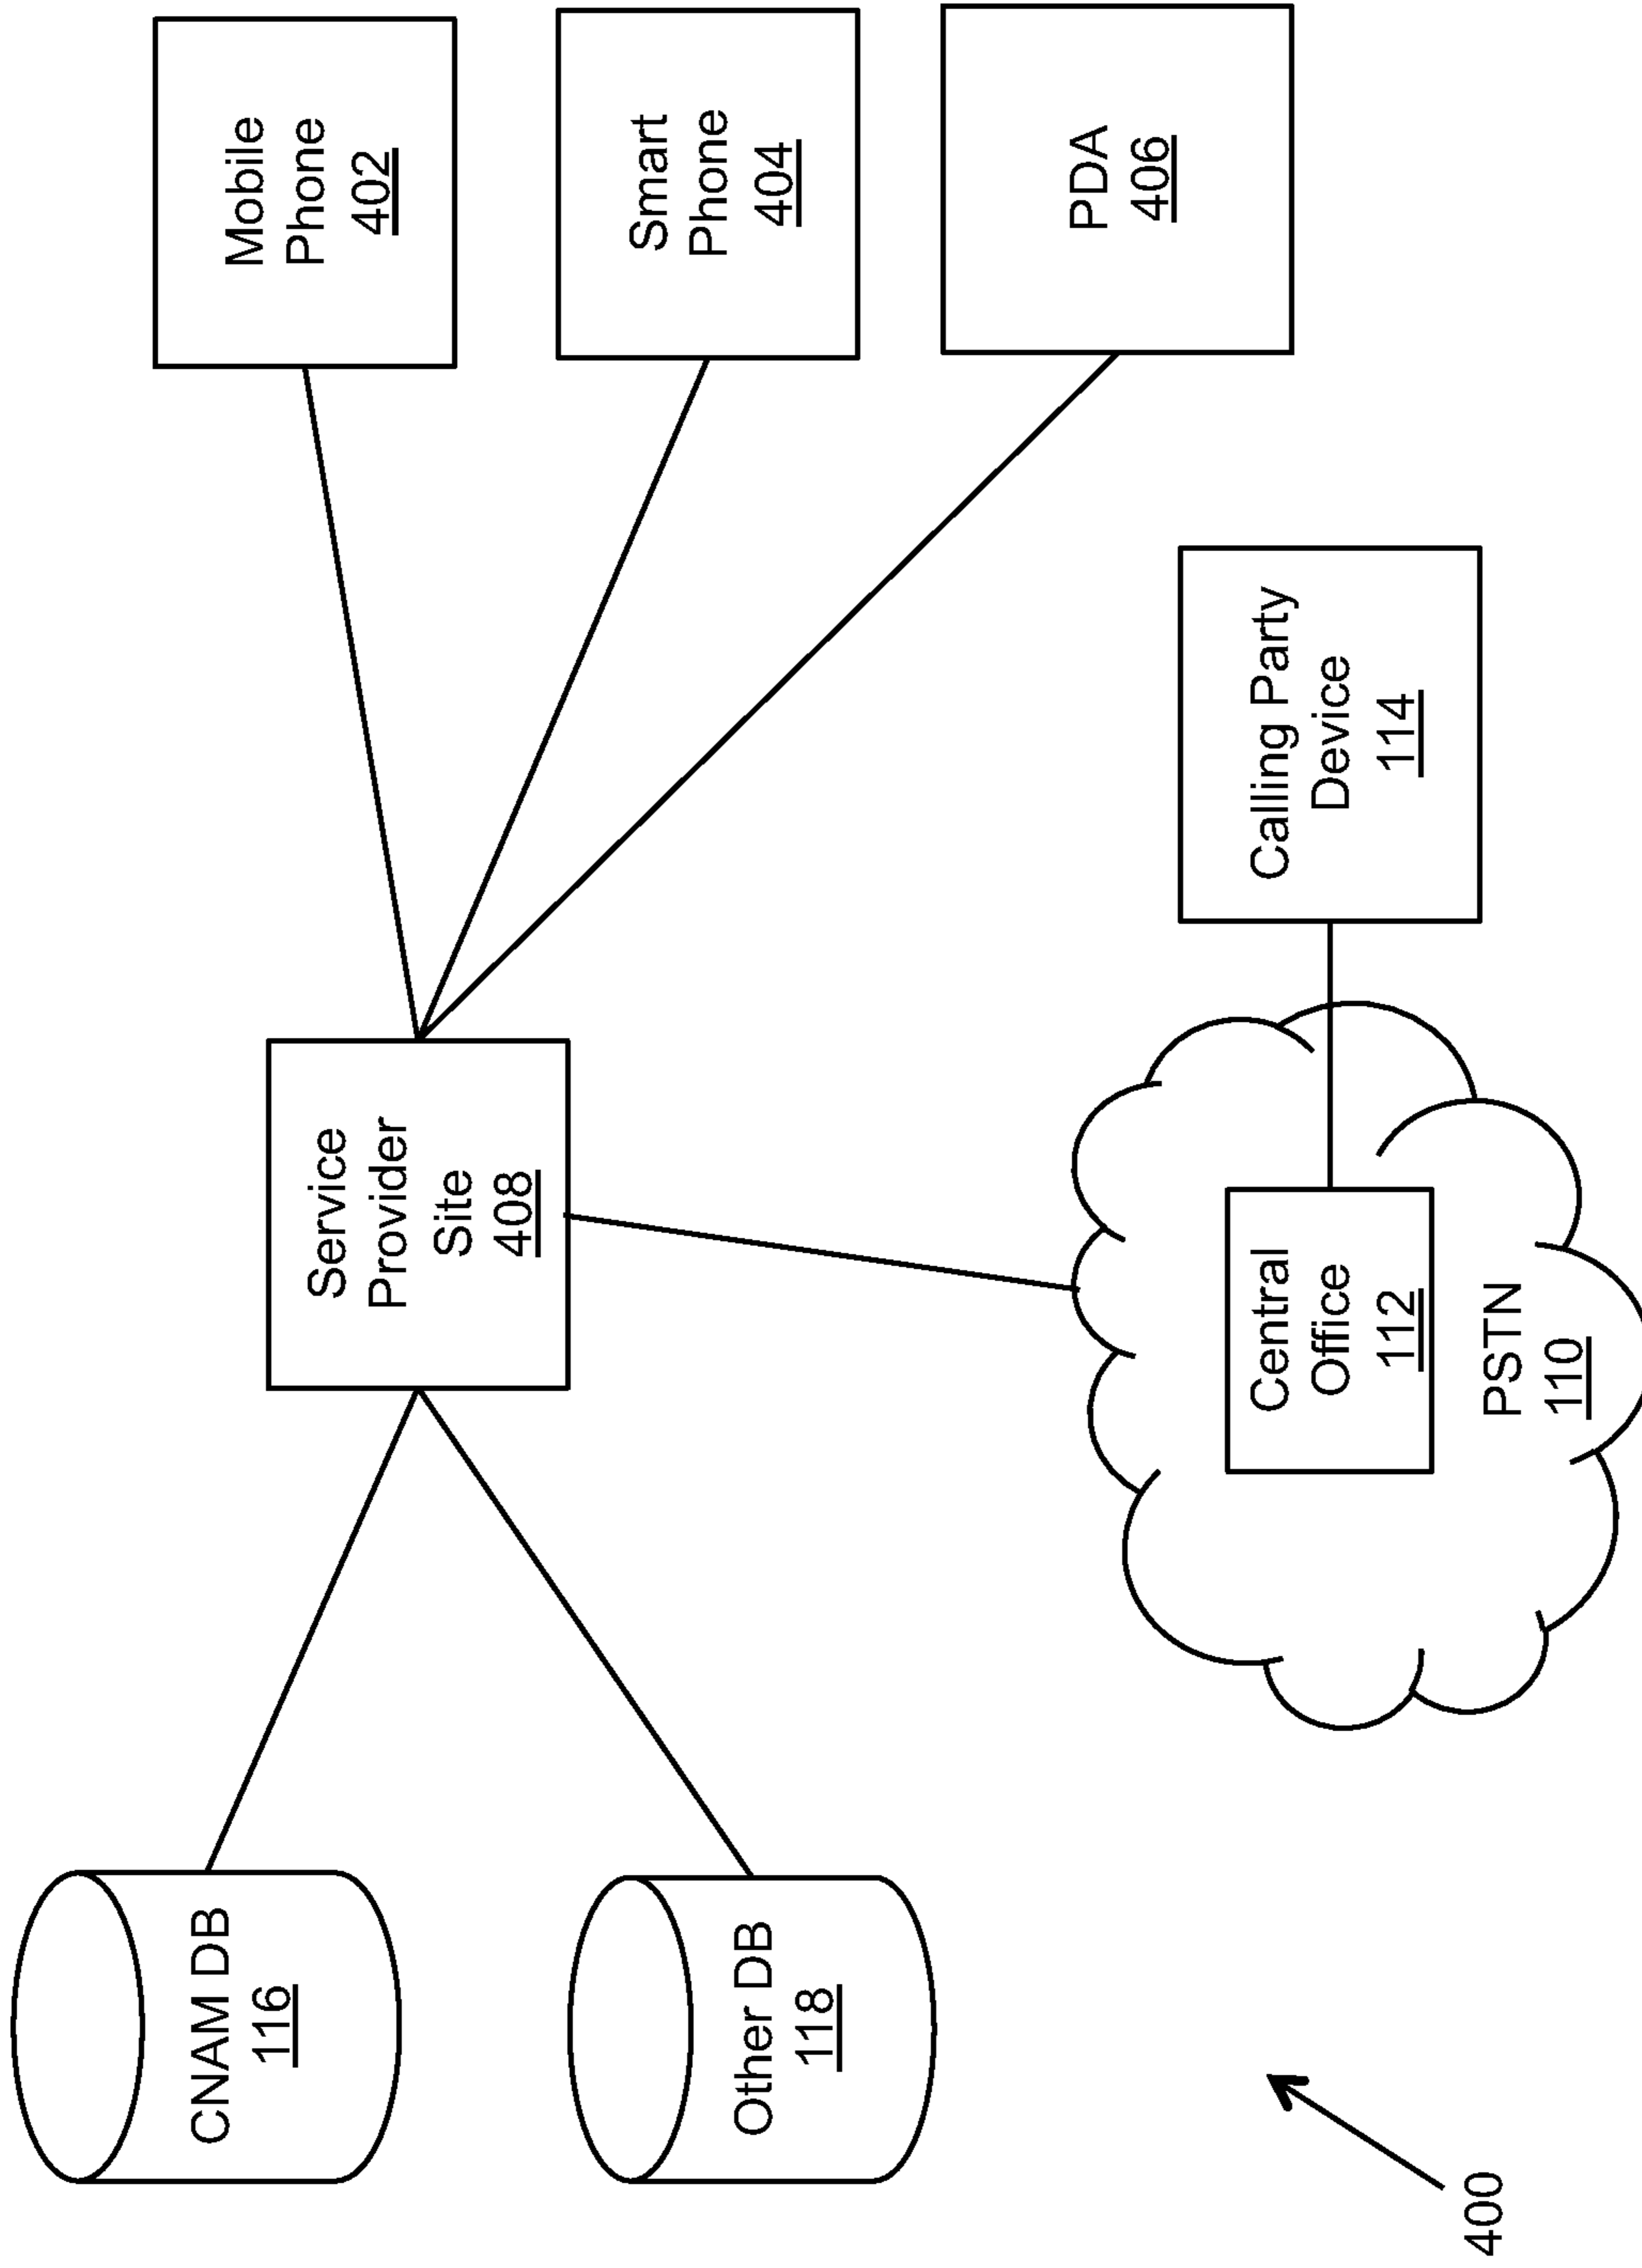 CNAM DB
116
Other DB
118
Service
Provider
Site
408
Mobile
Phone
402
Smart
Phone
404
PDA
406
Calling Party
Device
114
Central
Office
112
PSTN
110
400